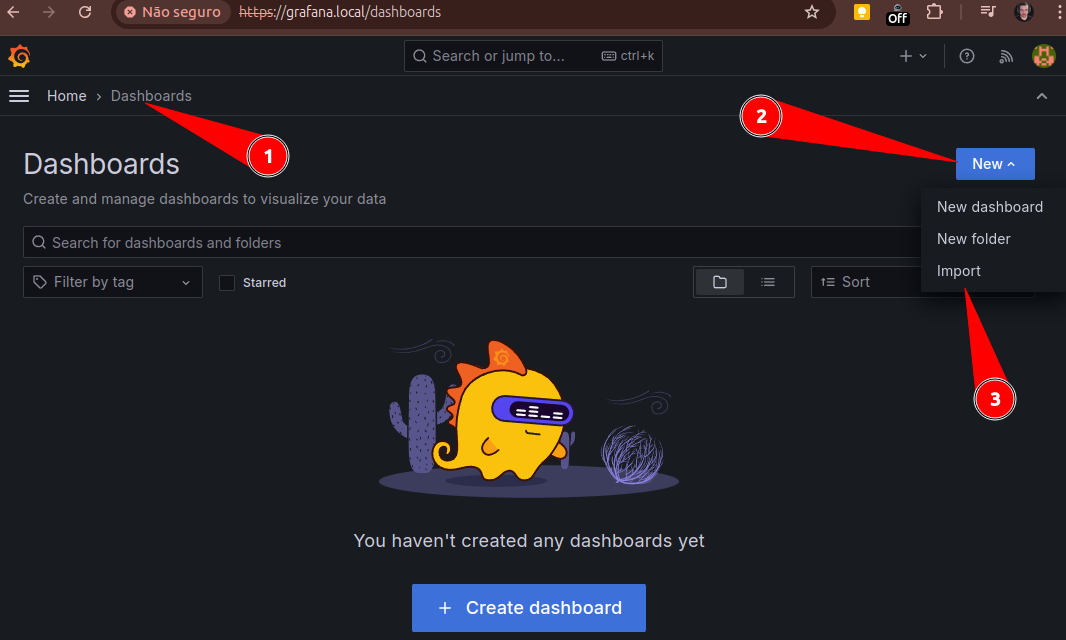 Não seguro https://grafana.local/dashboards
Off
Search or jump to... ctrl+k
Home › Dashboards
2
1
Dashboards
New
Create and manage dashboards to visualize your data
New dashboard
Search for dashboards and folders
New folder
Import
Filter by tag
Starred
Sort
3
You haven't created any dashboards yet
+ Create dashboard